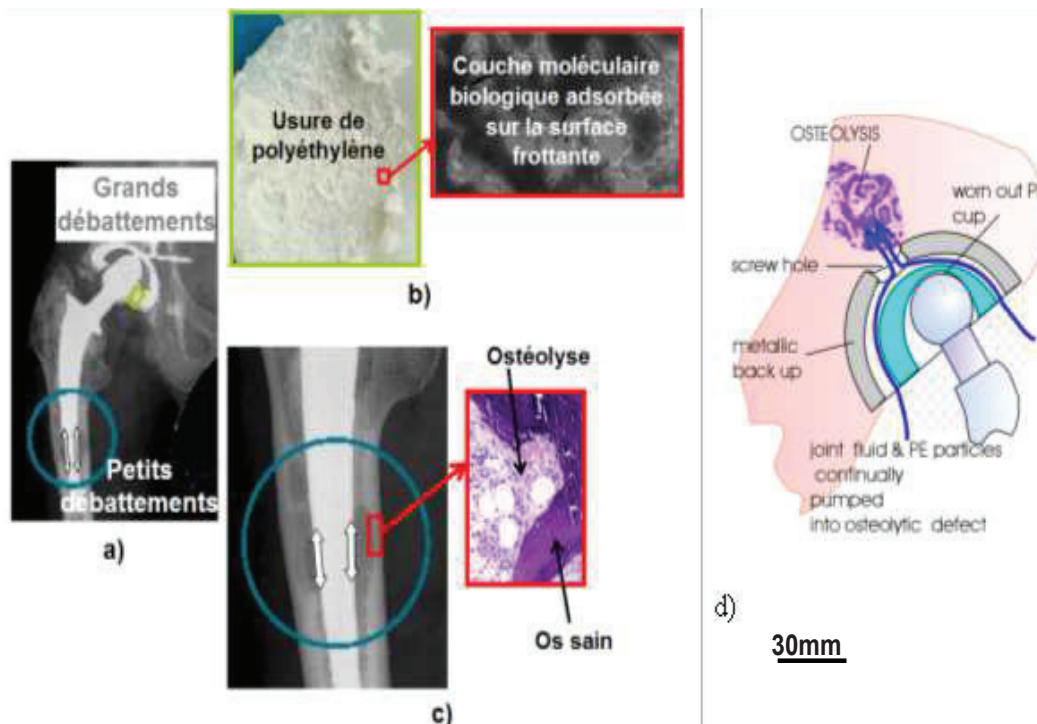 Grands
débattements
Petits
débattements
a)
Usure de
polyéthylène
Couche moléculaire
biologique adsorbée
sur la surface
frottante
b)
Ostéolyse
Os sain
c)
OSTEOLYSIS
worn out
cup
screw hole
metallic
back up
joint fluid & PE particles
continually
pumped
into osteolytic defect
d)
30mm